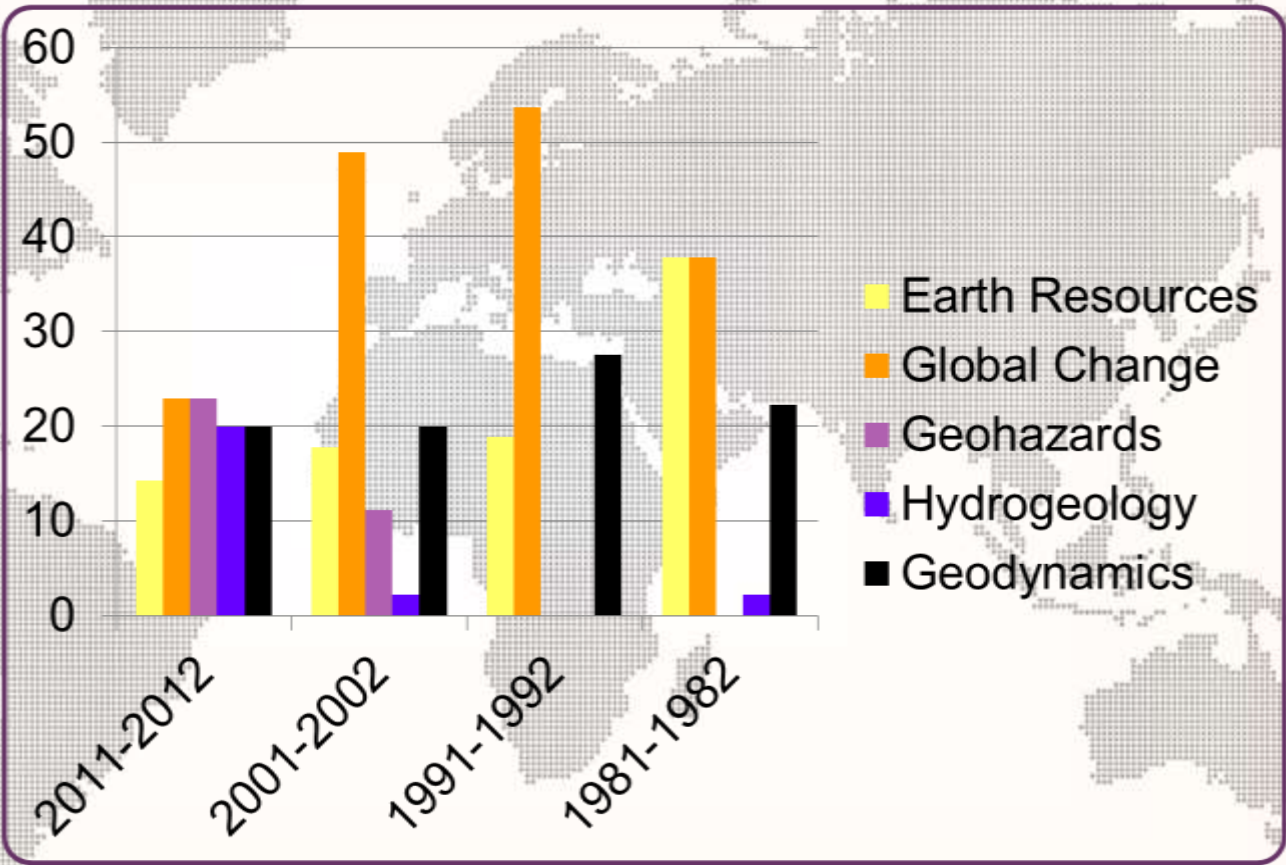 60
50
40
30
20
10
0
2011-2012
2001-2002
1991-1992
1981-1982
Earth Resources
Global Change
Geohazards
Hydrogeology
Geodynamics